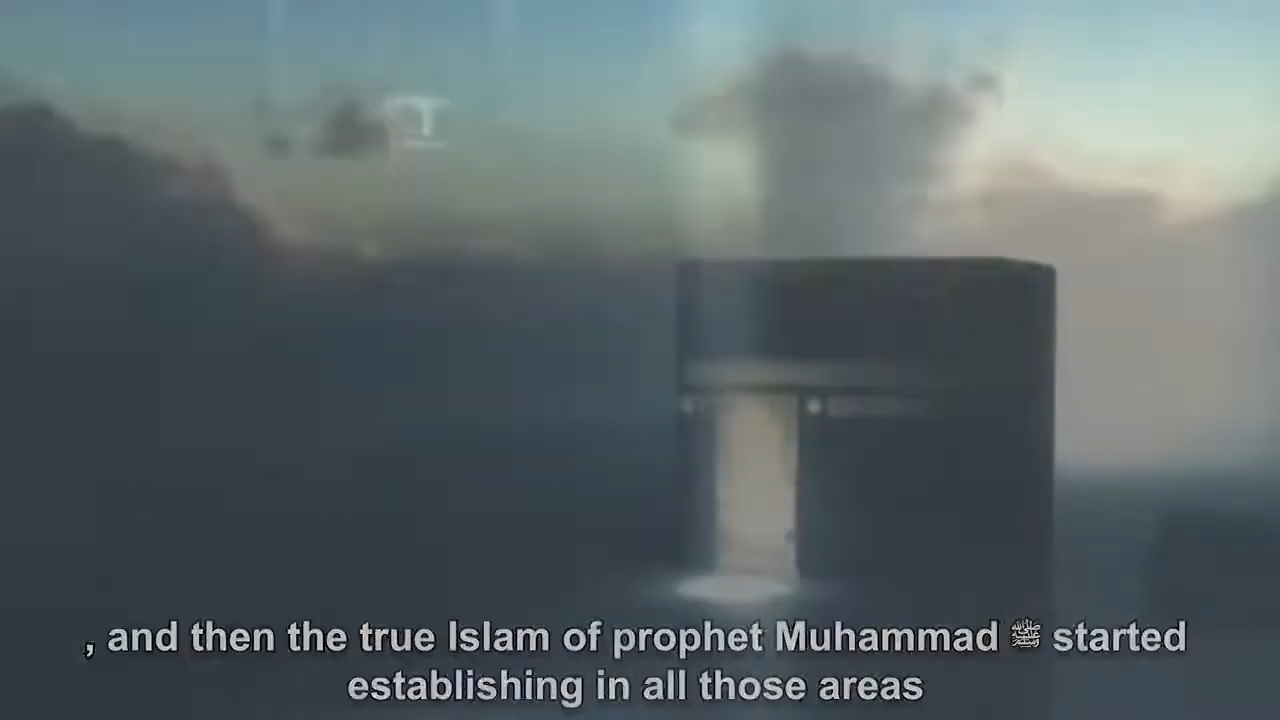 , and then the true Islam of prophet Muhammad ﷺ started
establishing in all those areas